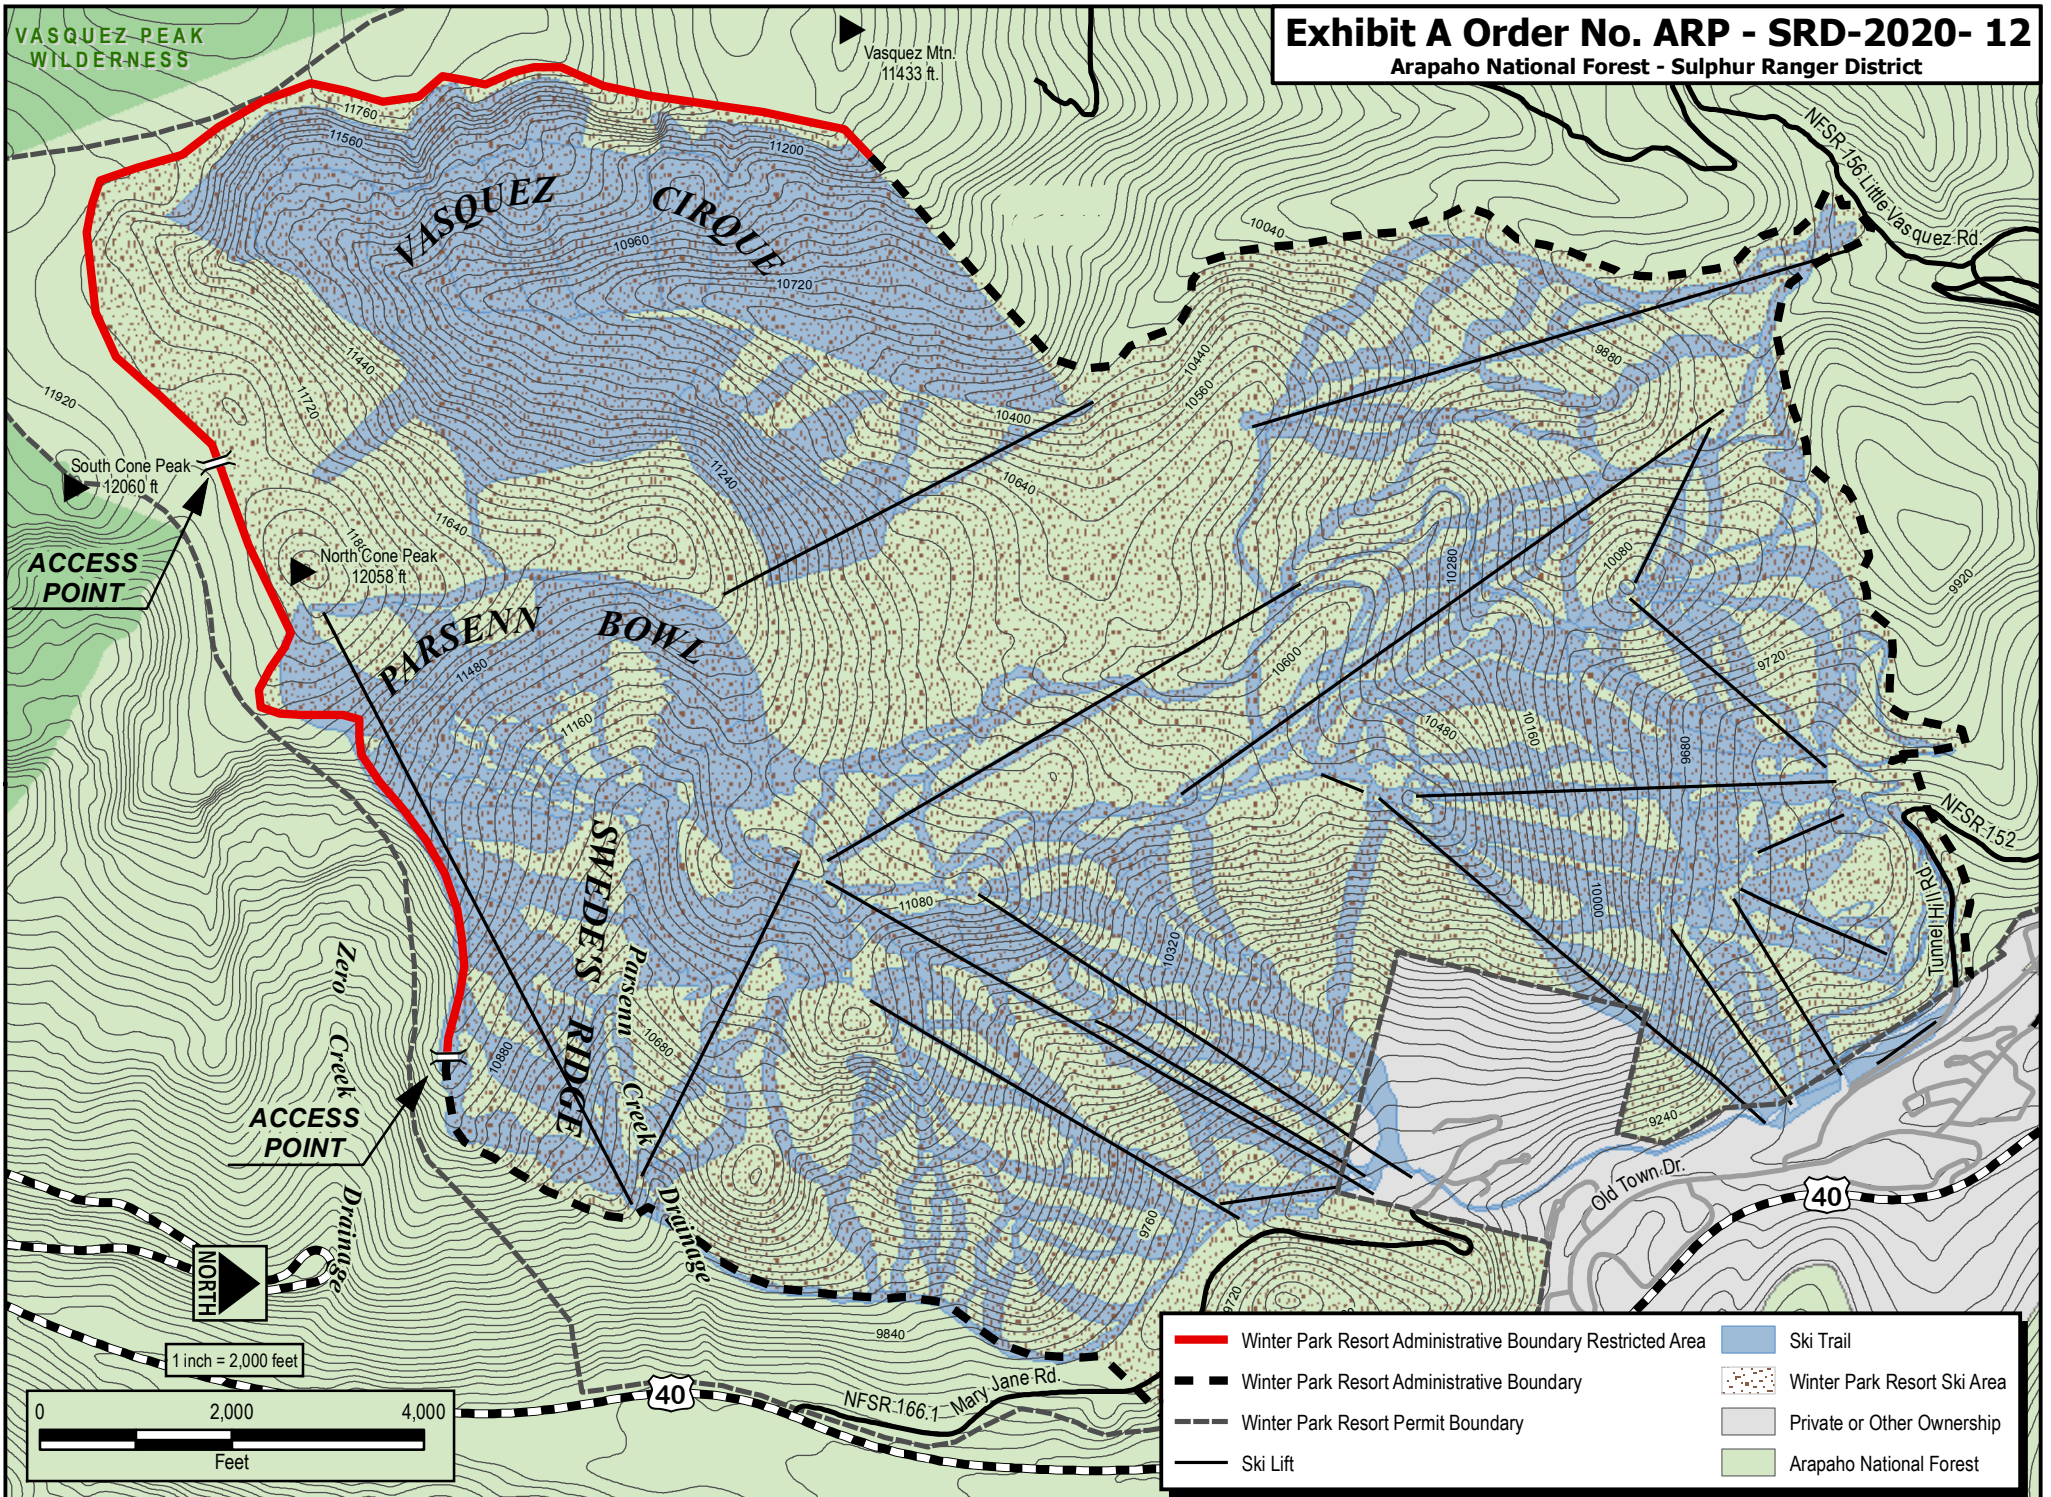 Exhibit A Order No. ARP - SRD-2020- 12
Arapaho National Forest - Sulphur Ranger District
VASQUEZ PEAK
WILDERNESS
Vasquez Mtn.
11433 ft.
NFSR 156 Little Vasquez Rd.
11760
11560
11200
VASQUEZ CIRQUE
10960
10720
10040
11440
11720
11920
10440
10560
9880
10400
South Cone Peak
12060 ft
11240
10640
11640
North Cone Peak
12058 ft
ACCESS
POINT
10280
10080
9920
PARSENN BOWL
11480
11160
10600
9720
10480
10160
9680
NFSR 152
Tunnel Hill Rd.
SWEDE'S RIDGE
11080
10000
10320
Zero Creek Drainage
Parsenn Creek Drainage
10880
10680
ACCESS
POINT
9240
Old Town Dr.
40
9760
9720
NORTH
9840
1 inch = 2,000 feet
0 2,000 4,000
Feet
40
NFSR 166.1 Mary Jane Rd.
Winter Park Resort Administrative Boundary Restricted Area
Winter Park Resort Administrative Boundary
Winter Park Resort Permit Boundary
Ski Lift
Ski Trail
Winter Park Resort Ski Area
Private or Other Ownership
Arapaho National Forest